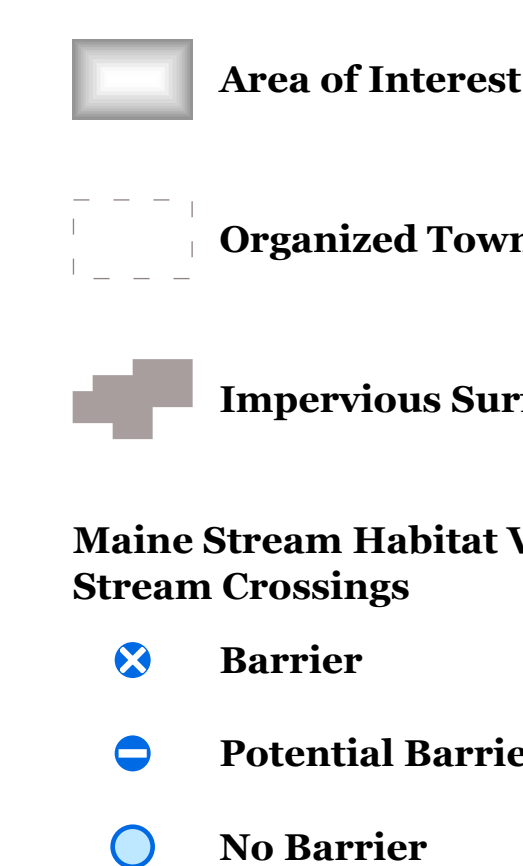 Area of Interest
Organized Town
Impervious Sur
Maine Stream Habitat
Stream Crossings
Barrier
Potential Barrie
No Barrier